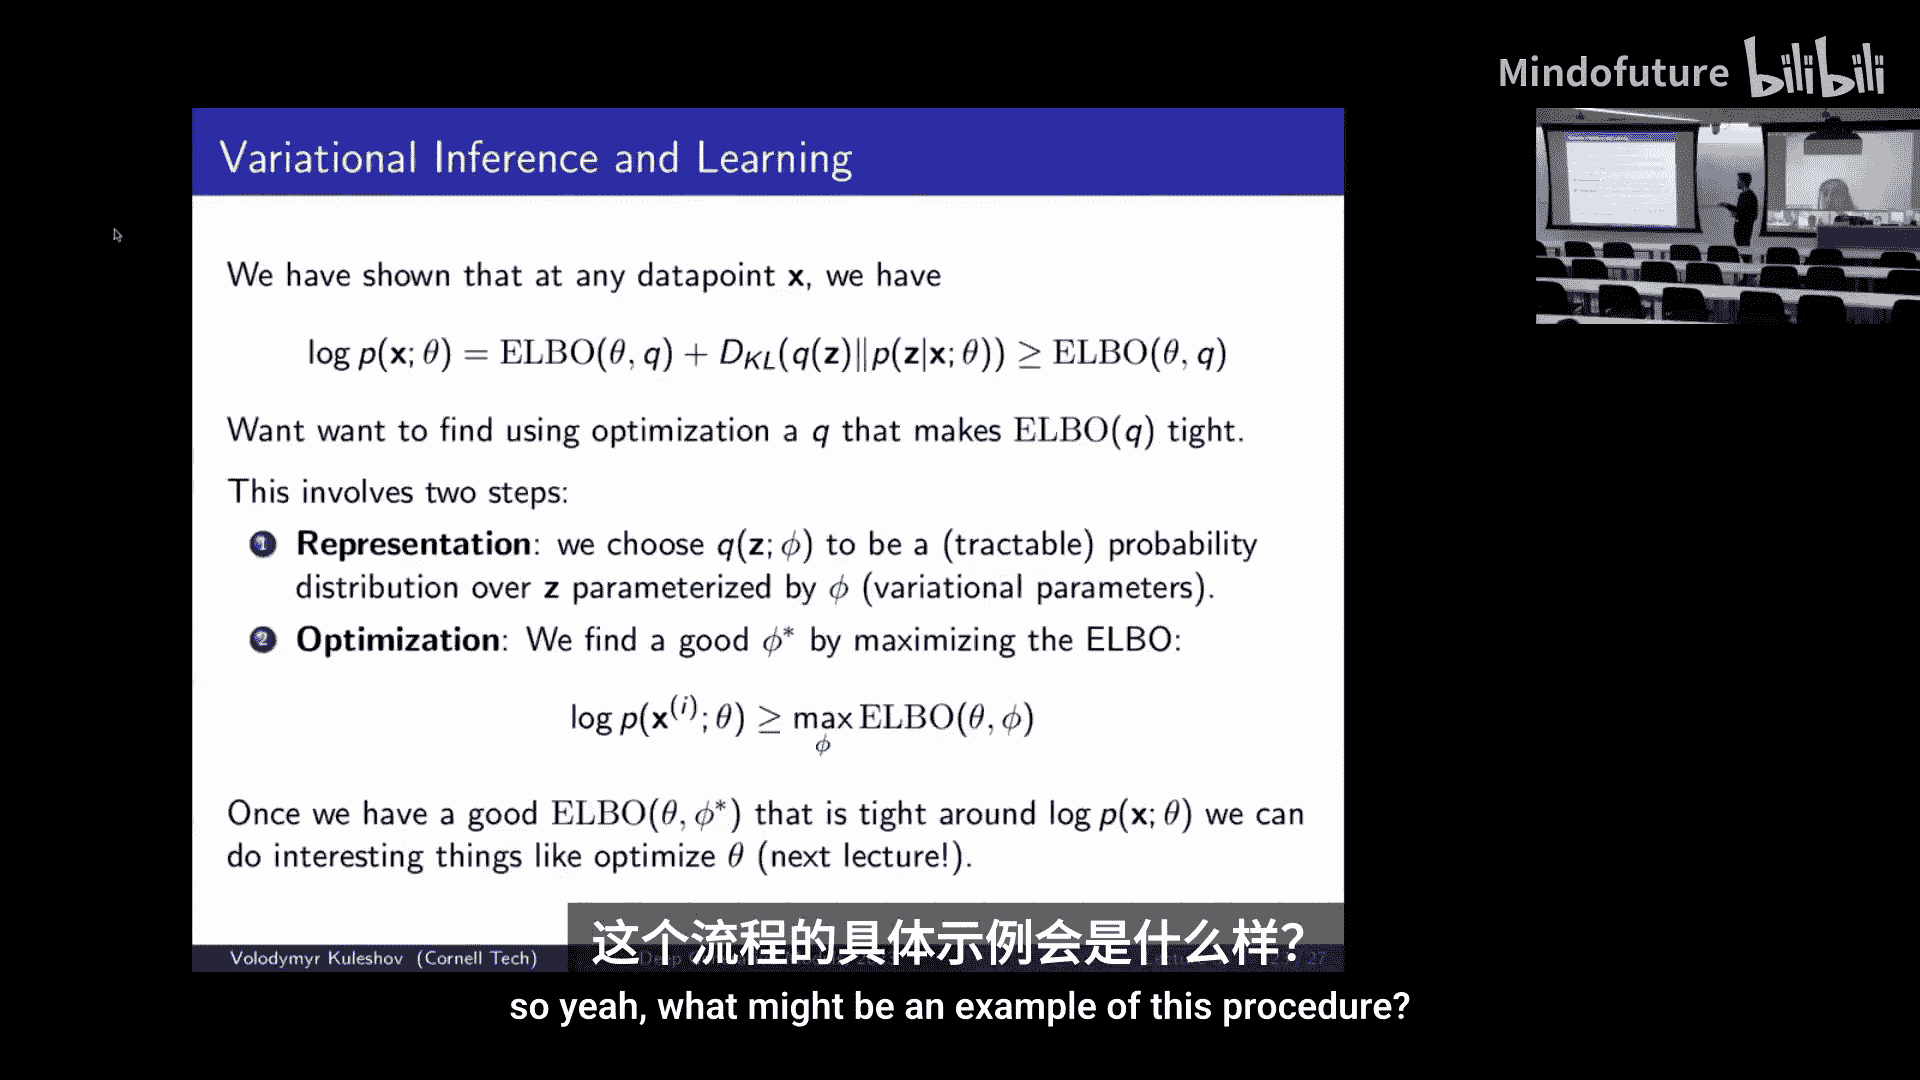 Mindofuture bilibili
Variational Inference and Learning
We have shown that at any datapoint x, we have
log p(x; θ) = ELBO(θ, q) + D_KL(q(z)‖p(z|x; θ)) ≥ ELBO(θ, q)
Want want to find using optimization a q that makes ELBO(q) tight.
This involves two steps:
1 Representation: we choose q(z; ϕ) to be a (tractable) probability
distribution over z parameterized by ϕ (variational parameters).
2 Optimization: We find a good ϕ* by maximizing the ELBO:
log p(x^(i); θ) ≥ max_ϕ ELBO(θ, ϕ)
Once we have a good ELBO(θ, ϕ*) that is tight around log p(x; θ) we can
do interesting things like optimize θ (next lecture!).
Volodymyr Kuleshov (Cornell Tech)
这个流程的具体示例会是什么样?
so yeah, what might be an example of this procedure?